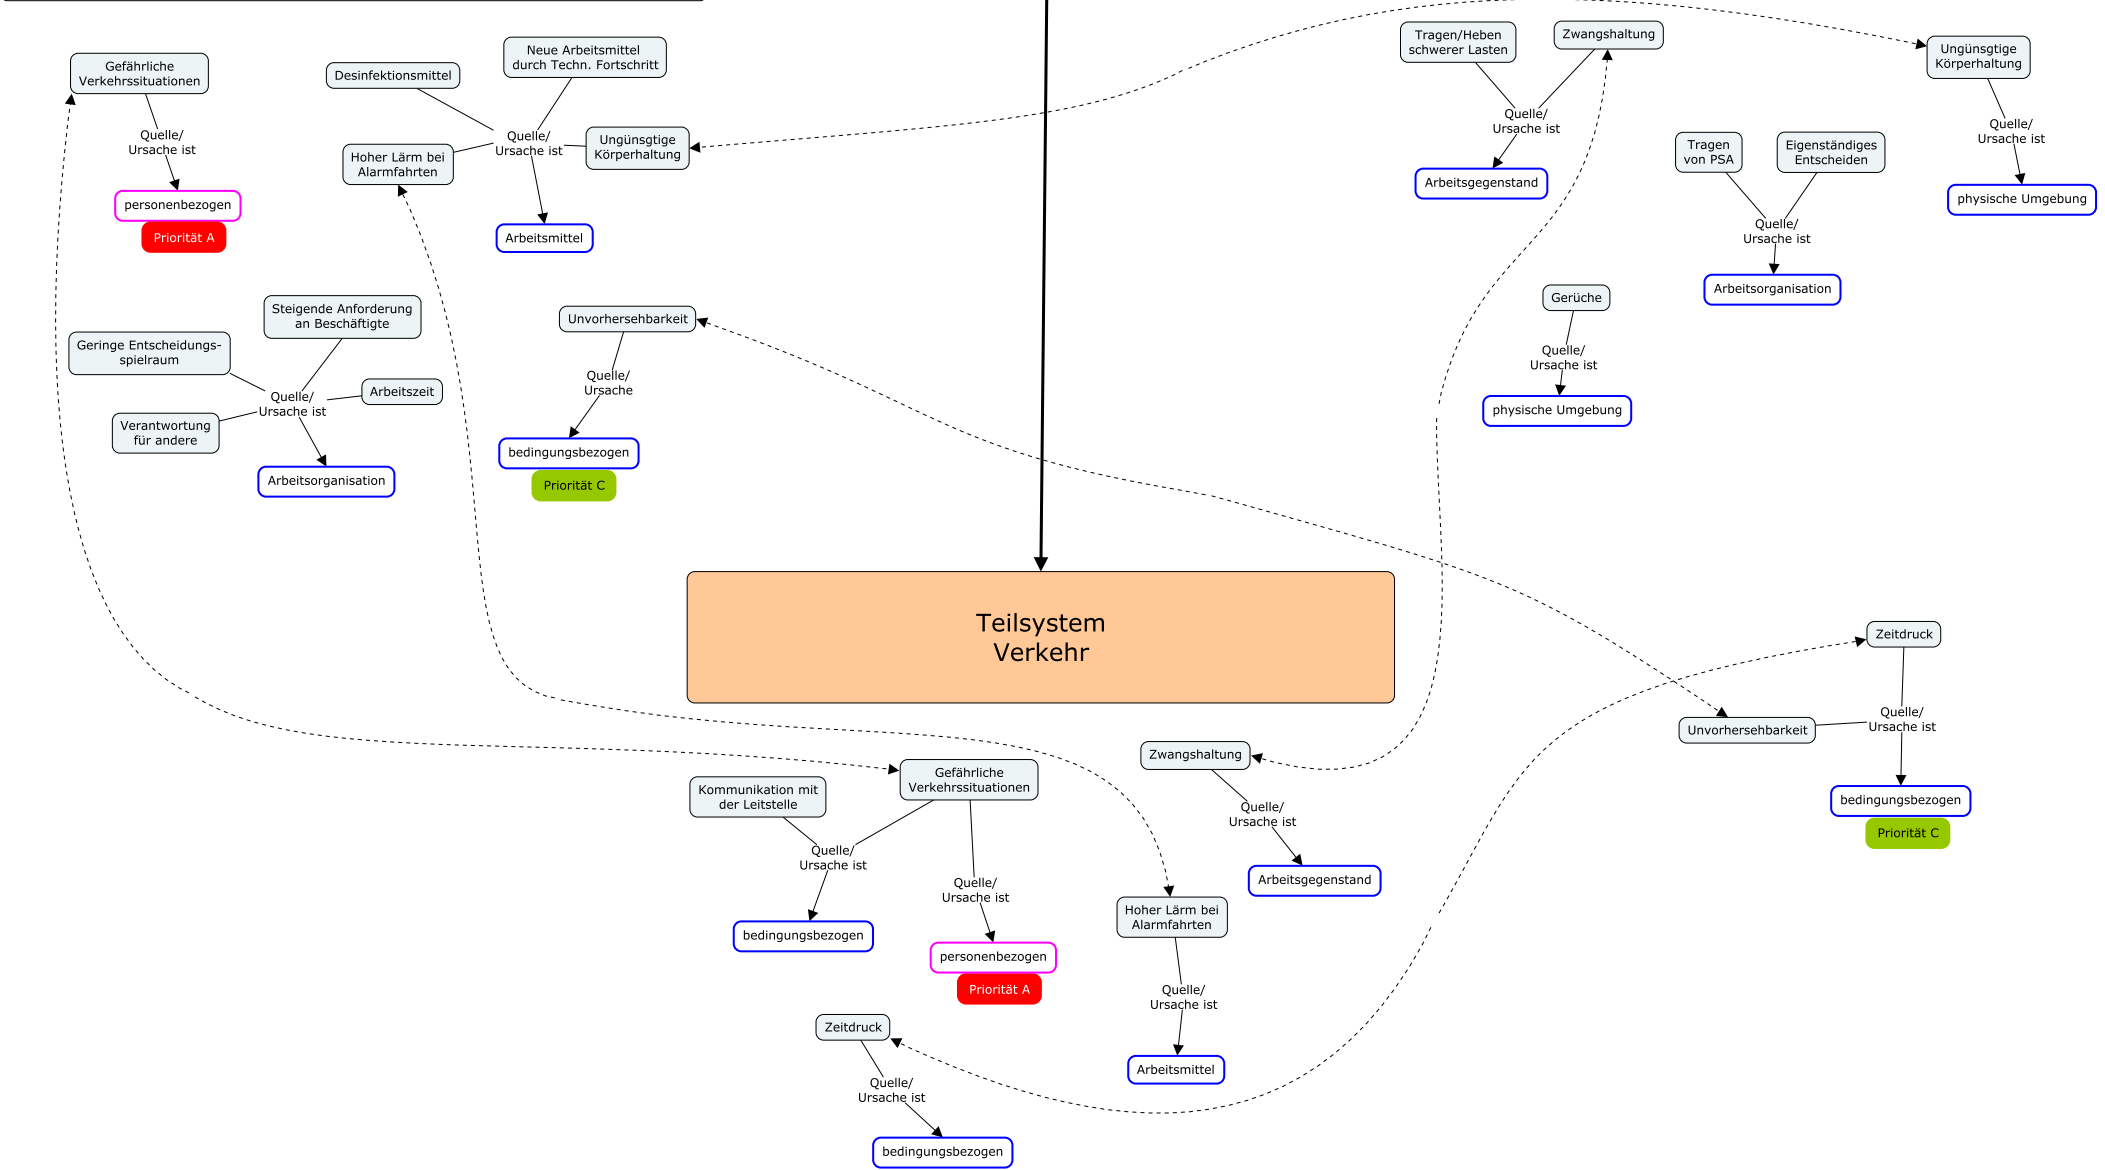 Gefährliche
Verkehrssituationen
Quelle/
Ursache ist
personenbezogen
Priorität A
Desinfektionsmittel
Neue Arbeitsmittel
durch Techn. Fortschritt
Hoher Lärm bei
Alarmfahrten
Quelle/
Ursache ist
Ungünsgtige
Körperhaltung
Arbeitsmittel
Tragen/Heben
schwerer Lasten
Zwangshaltung
Quelle/
Ursache ist
Arbeitsgegenstand
Ungünsgtige
Körperhaltung
Quelle/
Ursache ist
physische Umgebung
Tragen
von PSA
Eigenständiges
Entscheiden
Quelle/
Ursache ist
Arbeitsorganisation
Steigende Anforderung
an Beschäftigte
Geringe Entscheidungs-
spielraum
Arbeitszeit
Quelle/
Ursache ist
Verantwortung
für andere
Arbeitsorganisation
Unvorhersehbarkeit
Quelle/
Ursache
bedingungsbezogen
Priorität C
Gerüche
Quelle/
Ursache ist
physische Umgebung
Teilsystem
Verkehr
Zeitdruck
Quelle/
Ursache ist
Unvorhersehbarkeit
bedingungsbezogen
Priorität C
Kommunikation mit
der Leitstelle
Gefährliche
Verkehrssituationen
Quelle/
Ursache ist
bedingungsbezogen
Quelle/
Ursache ist
personenbezogen
Priorität A
Zwangshaltung
Quelle/
Ursache ist
Arbeitsgegenstand
Hoher Lärm bei
Alarmfahrten
Quelle/
Ursache ist
Arbeitsmittel
Zeitdruck
Quelle/
Ursache ist
bedingungsbezogen